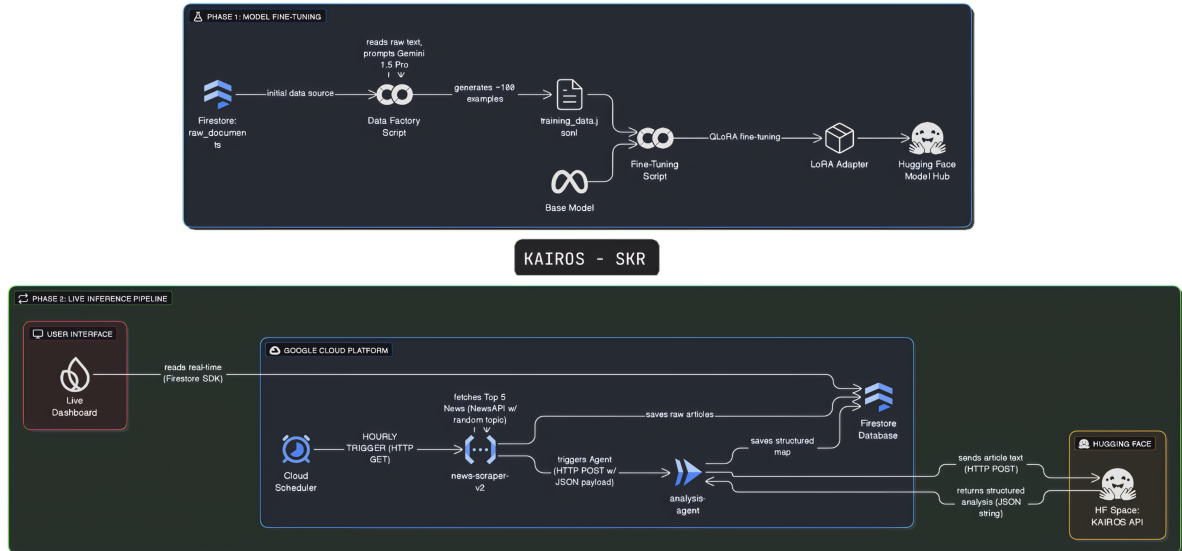 PHASE 1: MODEL FINE-TUNING
reads raw text,
prompts Gemini
1.5 Pro
initial data source
generates ~100
examples
Firestore:
raw_documen
ts
Data Factory
Script
training_data.j
sonl
QLoRA fine-tuning
Fine-Tuning
Script
LoRA Adapter
Hugging Face
Model Hub
Base Model
KAIROS - SKR
PHASE 2: LIVE INFERENCE PIPELINE
USER INTERFACE
Live
Dashboard
reads real-time
(Firestore SDK)
GOOGLE CLOUD PLATFORM
fetches Top 5
News (NewsAPI w/
random topic)
saves raw articles
Firestore
Database
HOURLY
TRIGGER (HTTP
GET)
Cloud
Scheduler
news-scraper-
v2
triggers Agent
(HTTP POST w/
JSON payload)
saves structured
map
analysis-
agent
HUGGING FACE
sends article text
(HTTP POST)
returns structured
analysis (JSON
string)
HF Space:
KAIROS API